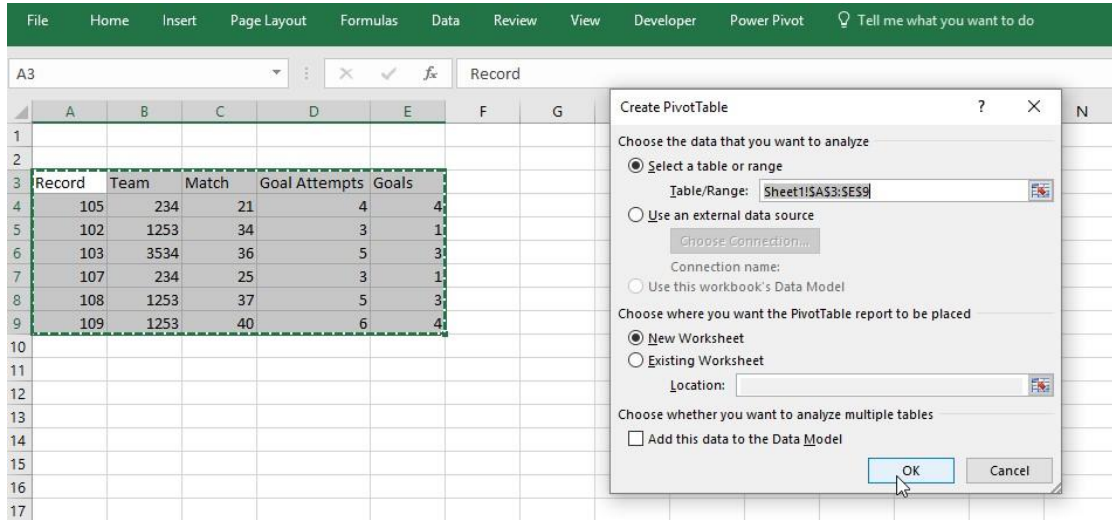 File Home Insert Page Layout Formulas Data Review View Developer Power Pivot Tell me what you want to do
A3 fx Record
A B C D E F G N
1
2
3 Record Team Match Goal Attempts Goals
4 105 234 21 4 4
5 102 1253 34 3 1
6 103 3534 36 5 3
7 107 234 25 3 1
8 108 1253 37 5 3
9 109 1253 40 6 4
10
11
12
13
14
15
16
17
Create PivotTable ? ×
Choose the data that you want to analyze
Select a table or range
Table/Range: Sheet1!$A$3:$E$9
Use an external data source
Choose Connection...
Connection name:
Use this workbook's Data Model
Choose where you want the PivotTable report to be placed
New Worksheet
Existing Worksheet
Location:
Choose whether you want to analyze multiple tables
Add this data to the Data Model
OK Cancel